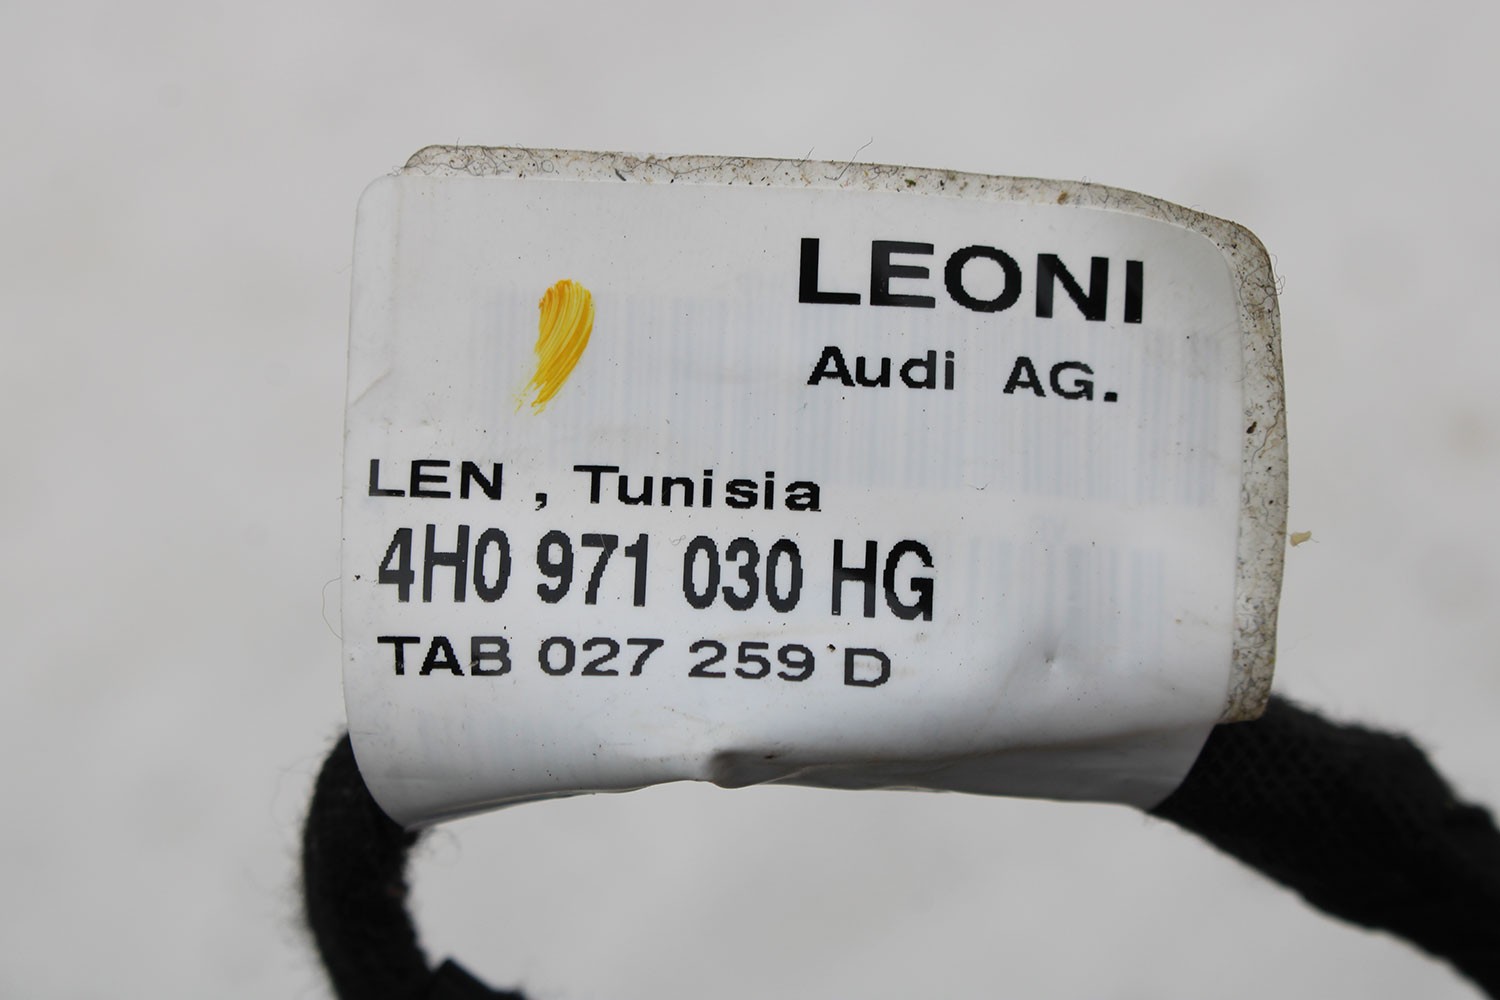 LEONI
Audi AG.
LEN , Tunisia
4H0 971 030 HG
TAB 027 259 D